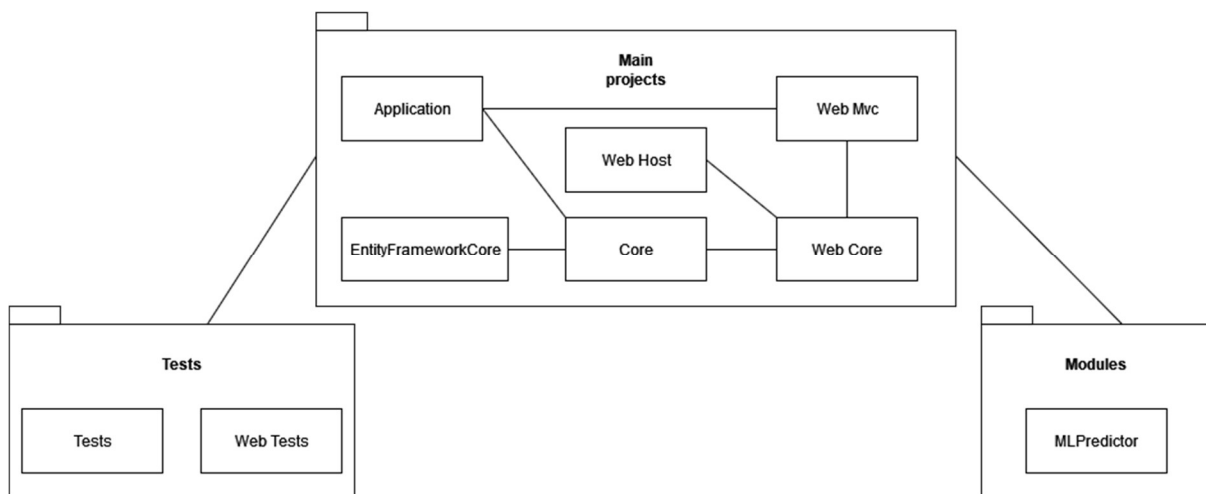 Main
projects
Application
Web Mvc
Web Host
EntityFrameworkCore
Core
Web Core
Tests
Tests
Web Tests
Modules
MLPredictor